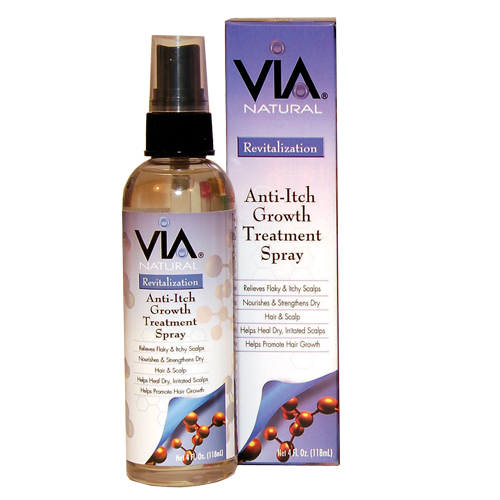 VIA®
NATURAL
Revitalization
Anti-Itch
Growth
Treatment
Spray
Relieves Flaky & Itchy Scalps
Nourishes & Strengthens Dry
Hair & Scalp
Helps Heal Dry, Irritated Scalps
Helps Promote Hair Growth
Net 4 Fl. Oz. (118mL)
VIA®
NATURAL
Revitalization
Anti-Itch
Growth
Treatment
Spray
Relieves Flaky & Itchy Scalps
Nourishes & Strengthens Dry
Hair & Scalp
Helps Heal Dry, Irritated Scalps
Helps Promote Hair Growth
Net 4 Fl. Oz. (118mL)